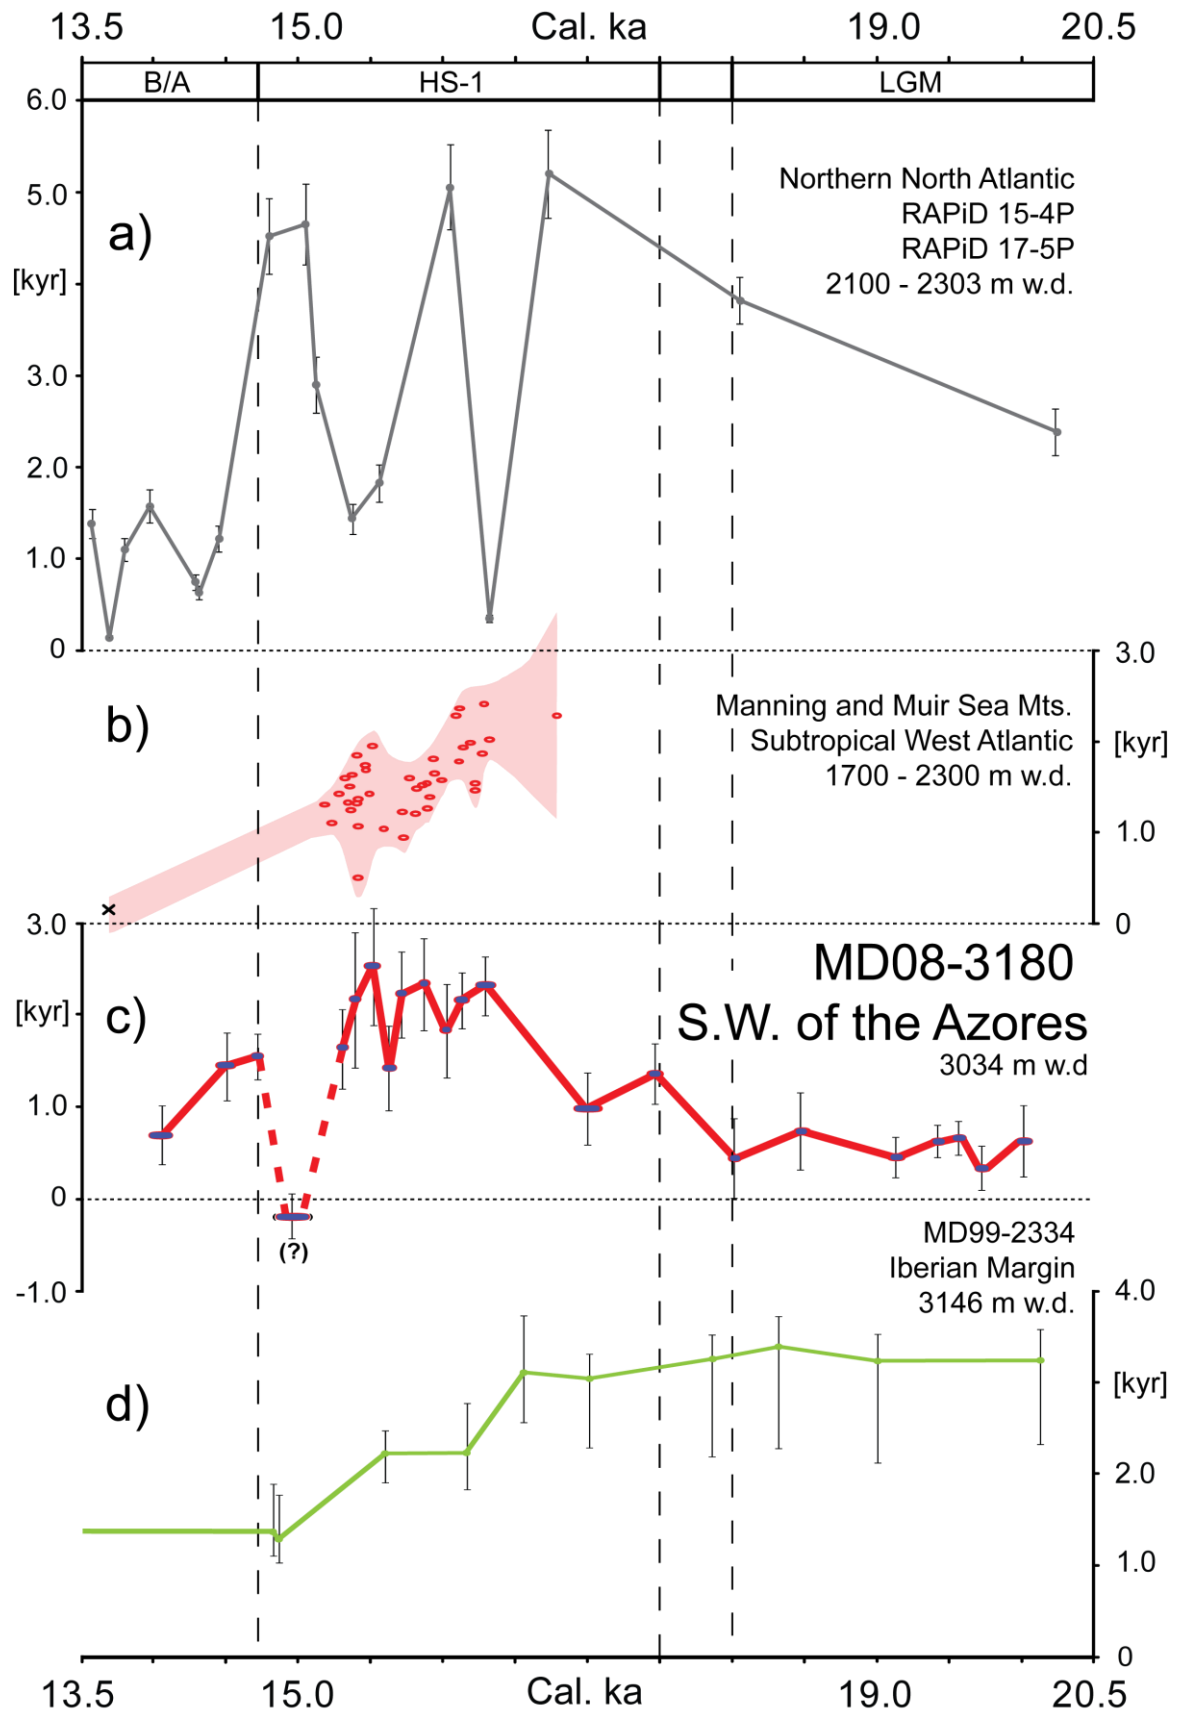 13.5 15.0 Cal. ka 19.0 20.5
B/A HS-1 LGM
6.0
Northern North Atlantic
5.0
RAPiD 15-4P
a)
RAPiD 17-5P
[kyr]
2100 - 2303 m w.d.
3.0
2.0
1.0
0
3.0
b)
Manning and Muir Sea Mts.
Subtropical West Atlantic
[kyr]
1700 - 2300 m w.d.
1.0
0
3.0
MD08-3180
[kyr]
c)
S.W. of the Azores
3034 m w.d
1.0
0
(?)
-1.0
MD99-2334
Iberian Margin
3146 m w.d.
4.0
d)
[kyr]
2.0
1.0
0
13.5 15.0 Cal. ka 19.0 20.5